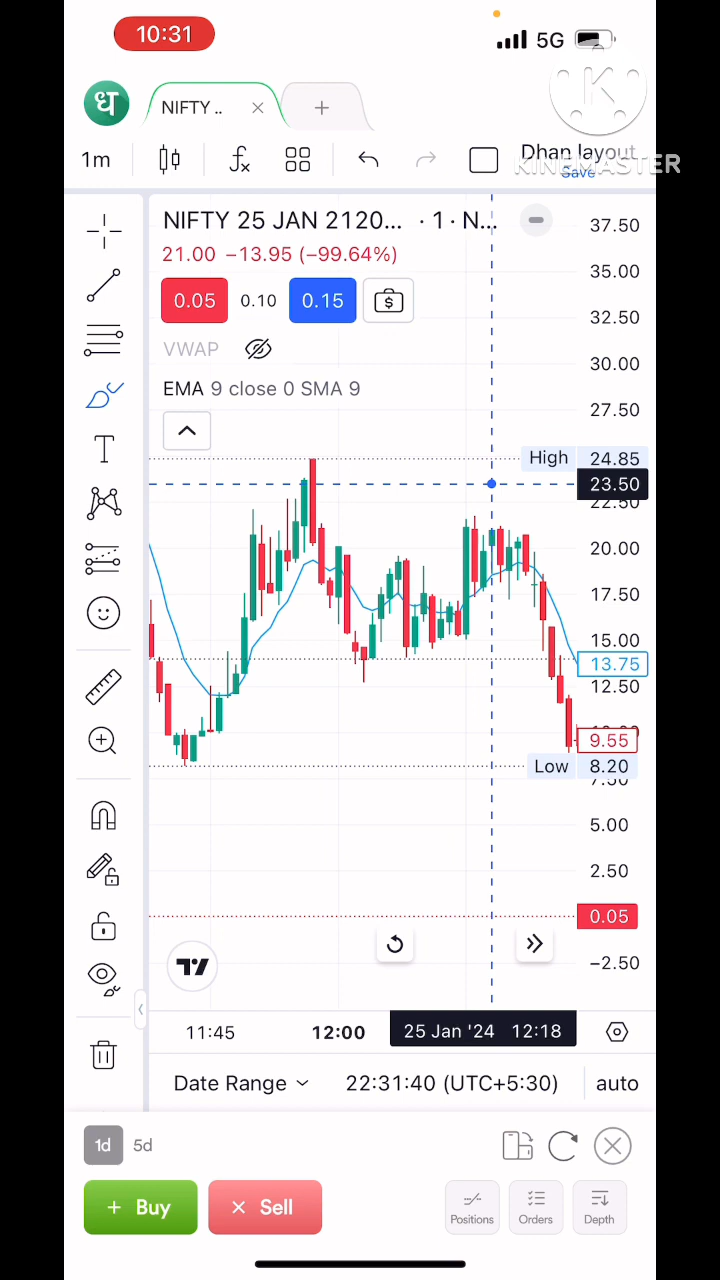 10:31
5G
ध
NIFTY ..
K
KINEMASTER
1m
Dhan layout
Save
NIFTY 25 JAN 2120... · 1 · N...
21.00 −13.95 (−99.64%)
0.05 0.10 0.15
VWAP
EMA 9 close 0 SMA 9
T
37.50
35.00
32.50
30.00
27.50
High 24.85
23.50
22.50
20.00
17.50
15.00
13.75
12.50
9.55
Low 8.20
7.50
5.00
2.50
0.05
−2.50
11:45 12:00 25 Jan '24 12:18
Date Range 22:31:40 (UTC+5:30) auto
1d 5d
+ Buy × Sell
Positions Orders Depth